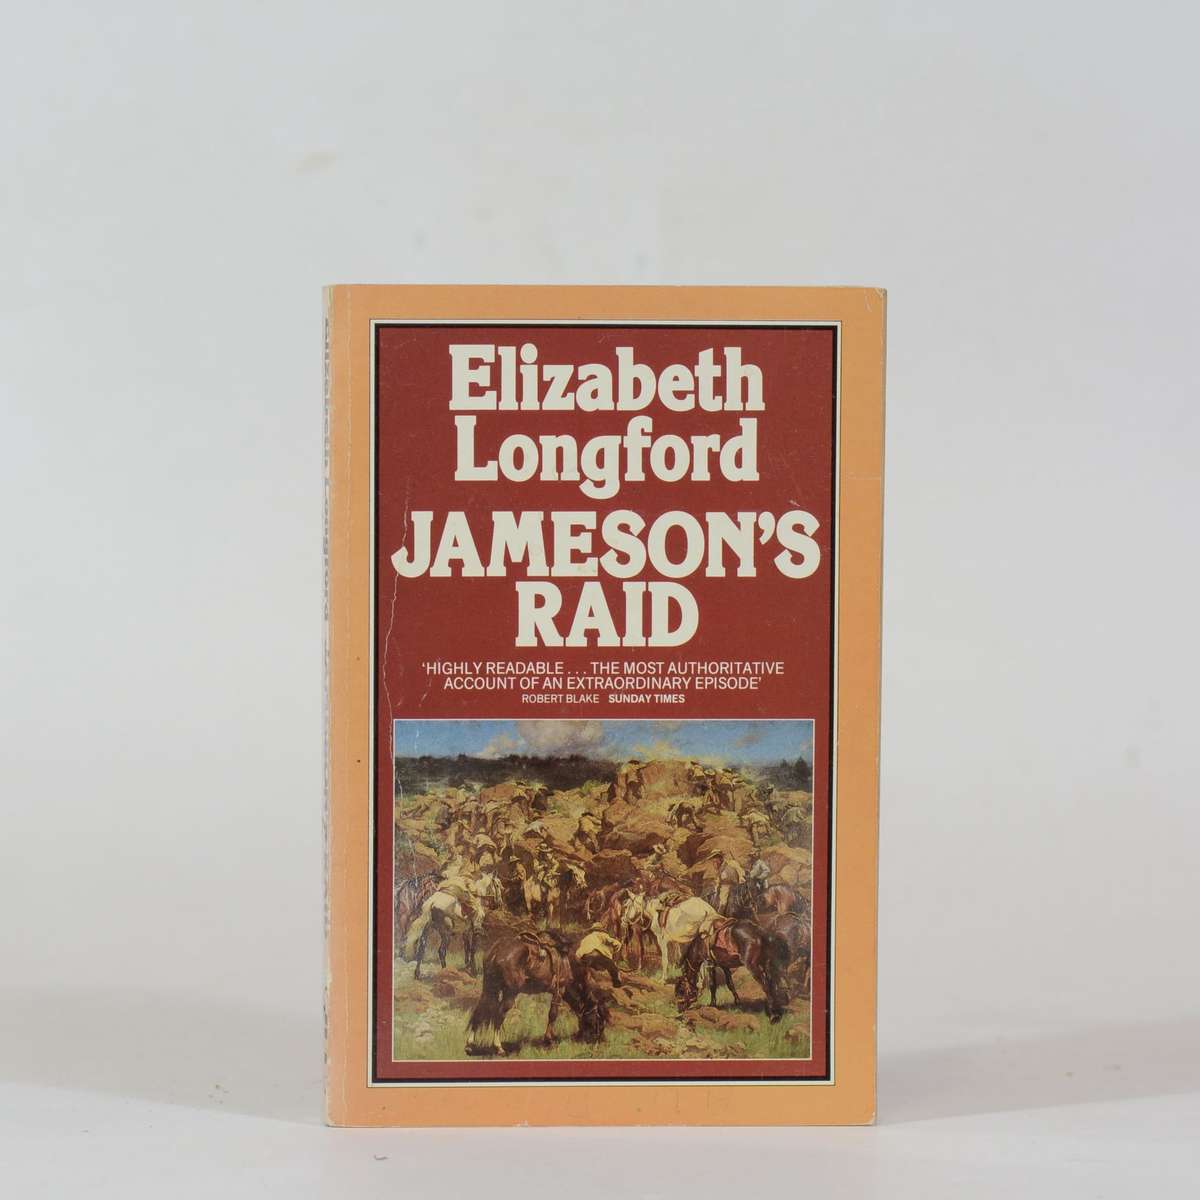 Elizabeth
Longford
JAMESON'S
RAID
'HIGHLY READABLE . . . THE MOST AUTHORITATIVE
ACCOUNT OF AN EXTRAORDINARY EPISODE'
ROBERT BLAKE SUNDAY TIMES